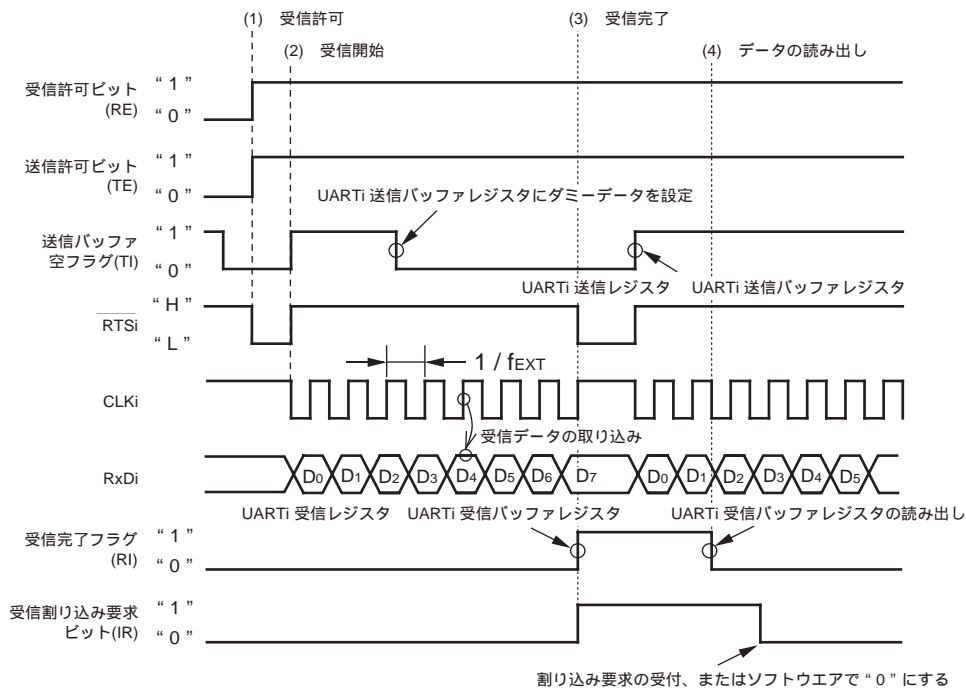 (1) 受信許可
(3) 受信完了
(2) 受信開始
(4) データの読み出し
受信許可ビット
(RE)
“ 1 ”
“ 0 ”
送信許可ビット
(TE)
“ 1 ”
“ 0 ”
UARTi 送信バッファレジスタにダミーデータを設定
送信バッファ
空フラグ(TI)
“ 1 ”
“ 0 ”
UARTi 送信レジスタ
UARTi 送信バッファレジスタ
RTSi
“ H ”
“ L ”
1 / fEXT
CLKi
受信データの取り込み
RxDi
D0 D1 D2 D3 D4 D5 D6 D7 D0 D1 D2 D3 D4 D5
UARTi 受信レジスタ
UARTi 受信バッファレジスタ
UARTi 受信バッファレジスタの読み出し
受信完了フラグ
(RI)
“ 1 ”
“ 0 ”
受信割り込み要求
ビット(IR)
“ 1 ”
“ 0 ”
割り込み要求の受付、またはソフトウエアで “ 0 ” にする